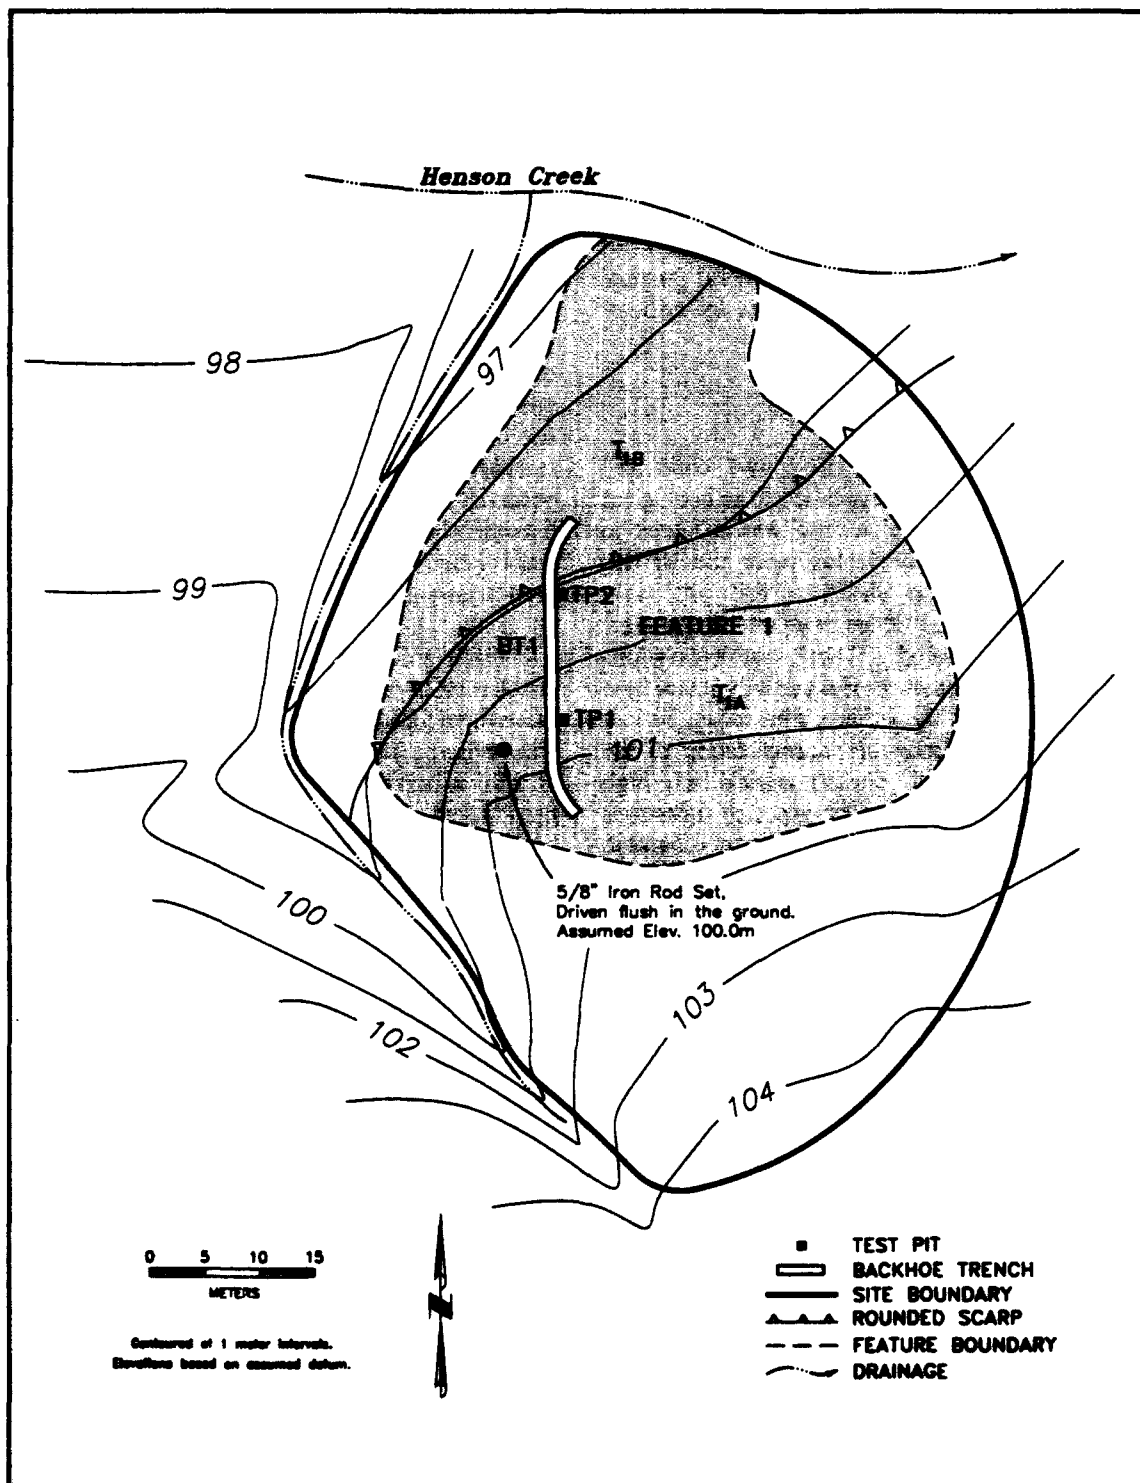 Henson Creek
98
97
T1B
99
TP2
FEATURE 1
BT1
T1A
TP1
101
5/8" Iron Rod Set,
Driven flush in the ground.
Assumed Elev. 100.0m
100
103
102
104
0 5 10 15
METERS
Contoured at 1 meter intervals.
Elevations based on assumed datum.
N
TEST PIT
BACKHOE TRENCH
SITE BOUNDARY
ROUNDED SCARP
FEATURE BOUNDARY
DRAINAGE